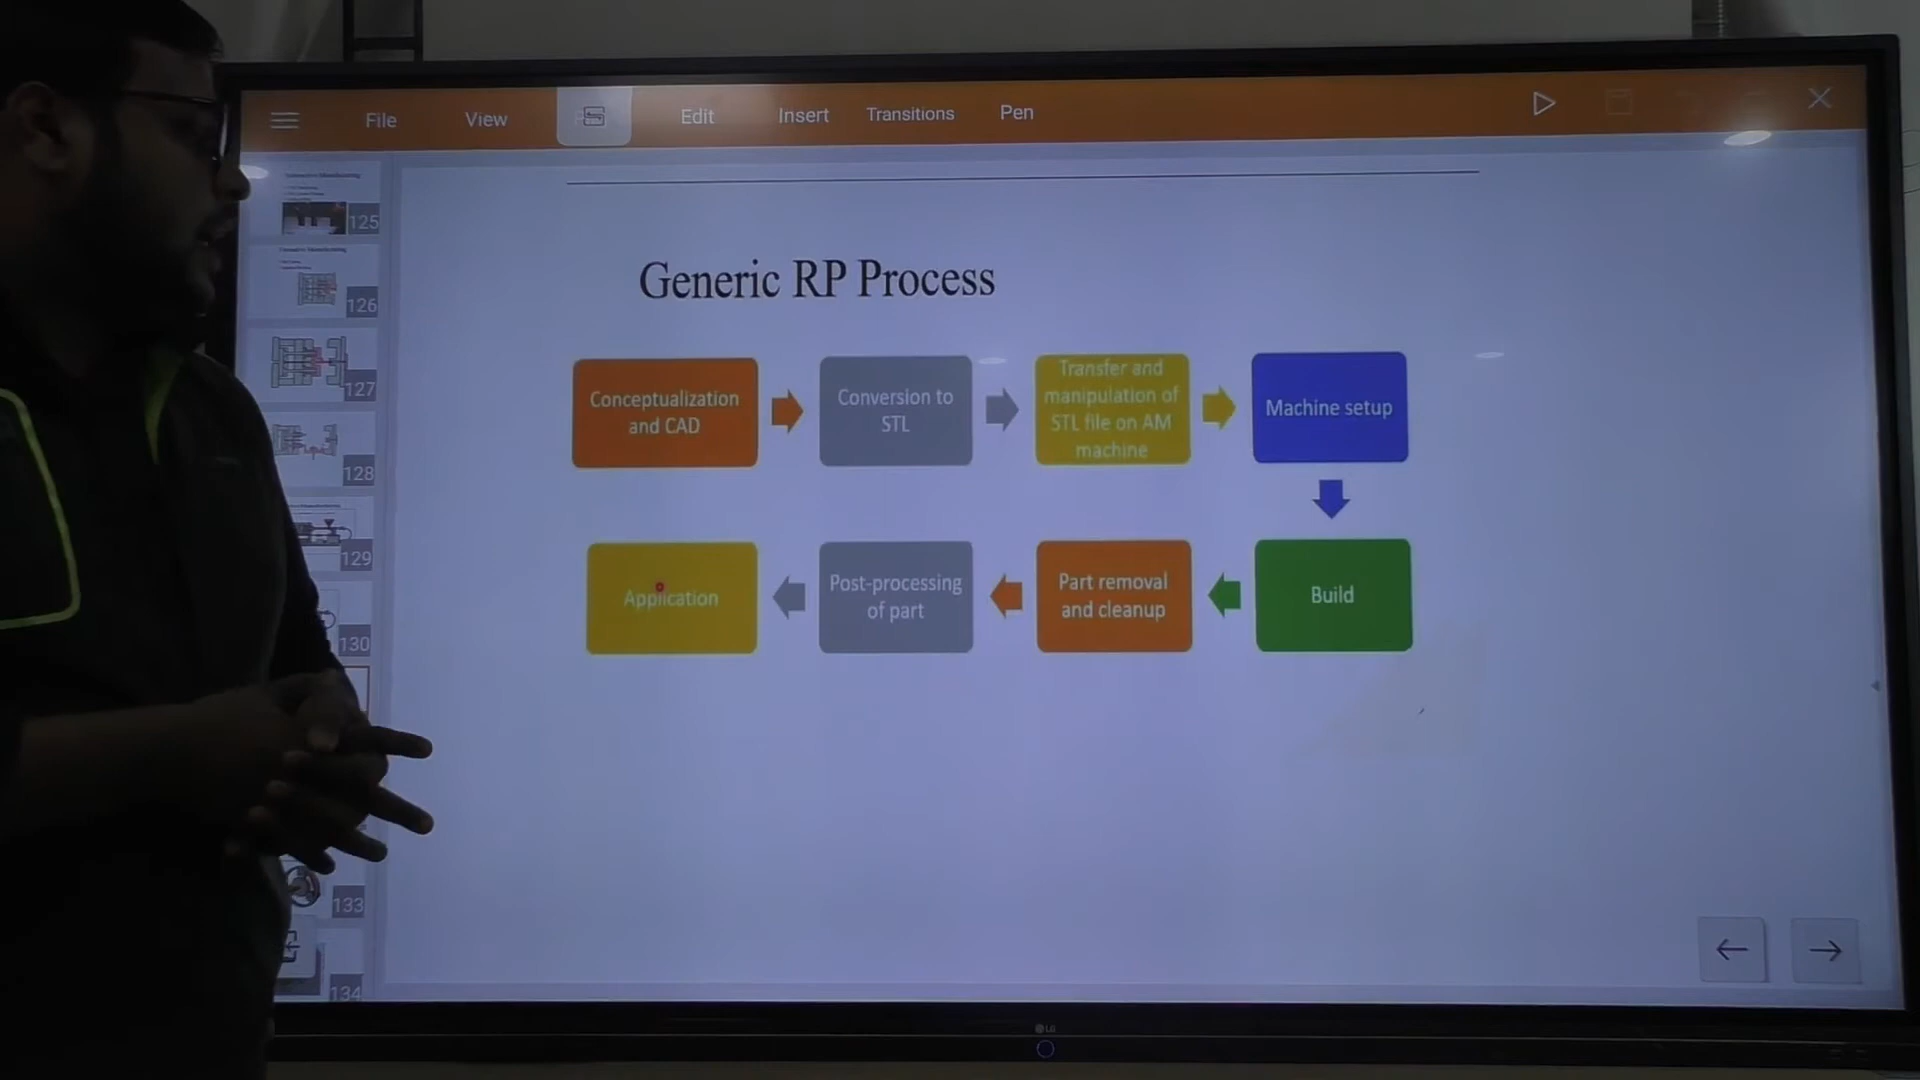 File View Edit Insert Transitions Pen
125
126
127
128
129
130
133
134
Generic RP Process
Conceptualization
and CAD
Conversion to
STL
Transfer and
manipulation of
STL file on AM
machine
Machine setup
Build
Part removal
and cleanup
Post-processing
of part
Application
LG